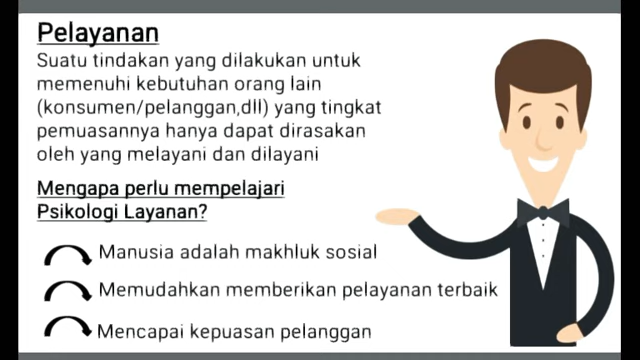 Pelayanan
Suatu tindakan yang dilakukan untuk
memenuhi kebutuhan orang lain
(konsumen/pelanggan,dll) yang tingkat
pemuasannya hanya dapat dirasakan
oleh yang melayani dan dilayani
Mengapa perlu mempelajari
Psikologi Layanan?
Manusia adalah makhluk sosial
Memudahkan memberikan pelayanan terbaik
Mencapai kepuasan pelanggan